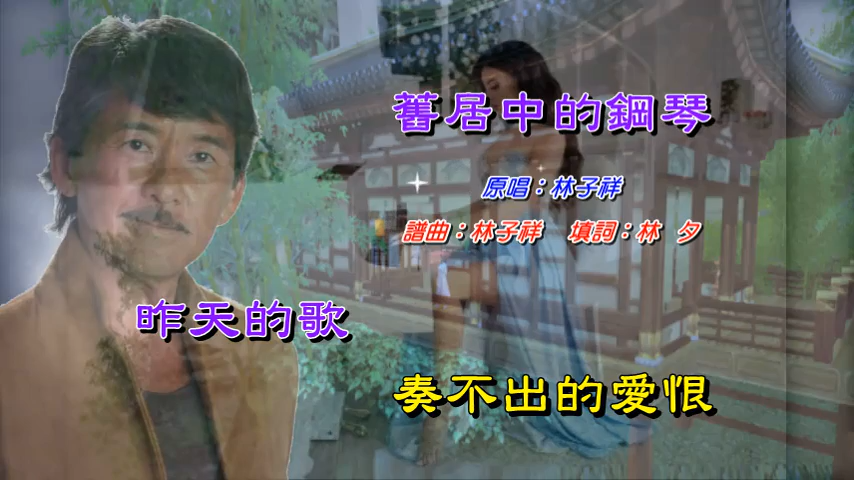 舊居中的鋼琴
原唱：林子祥
譜曲：林子祥　填詞：林　夕
昨天的歌
奏不出的愛恨